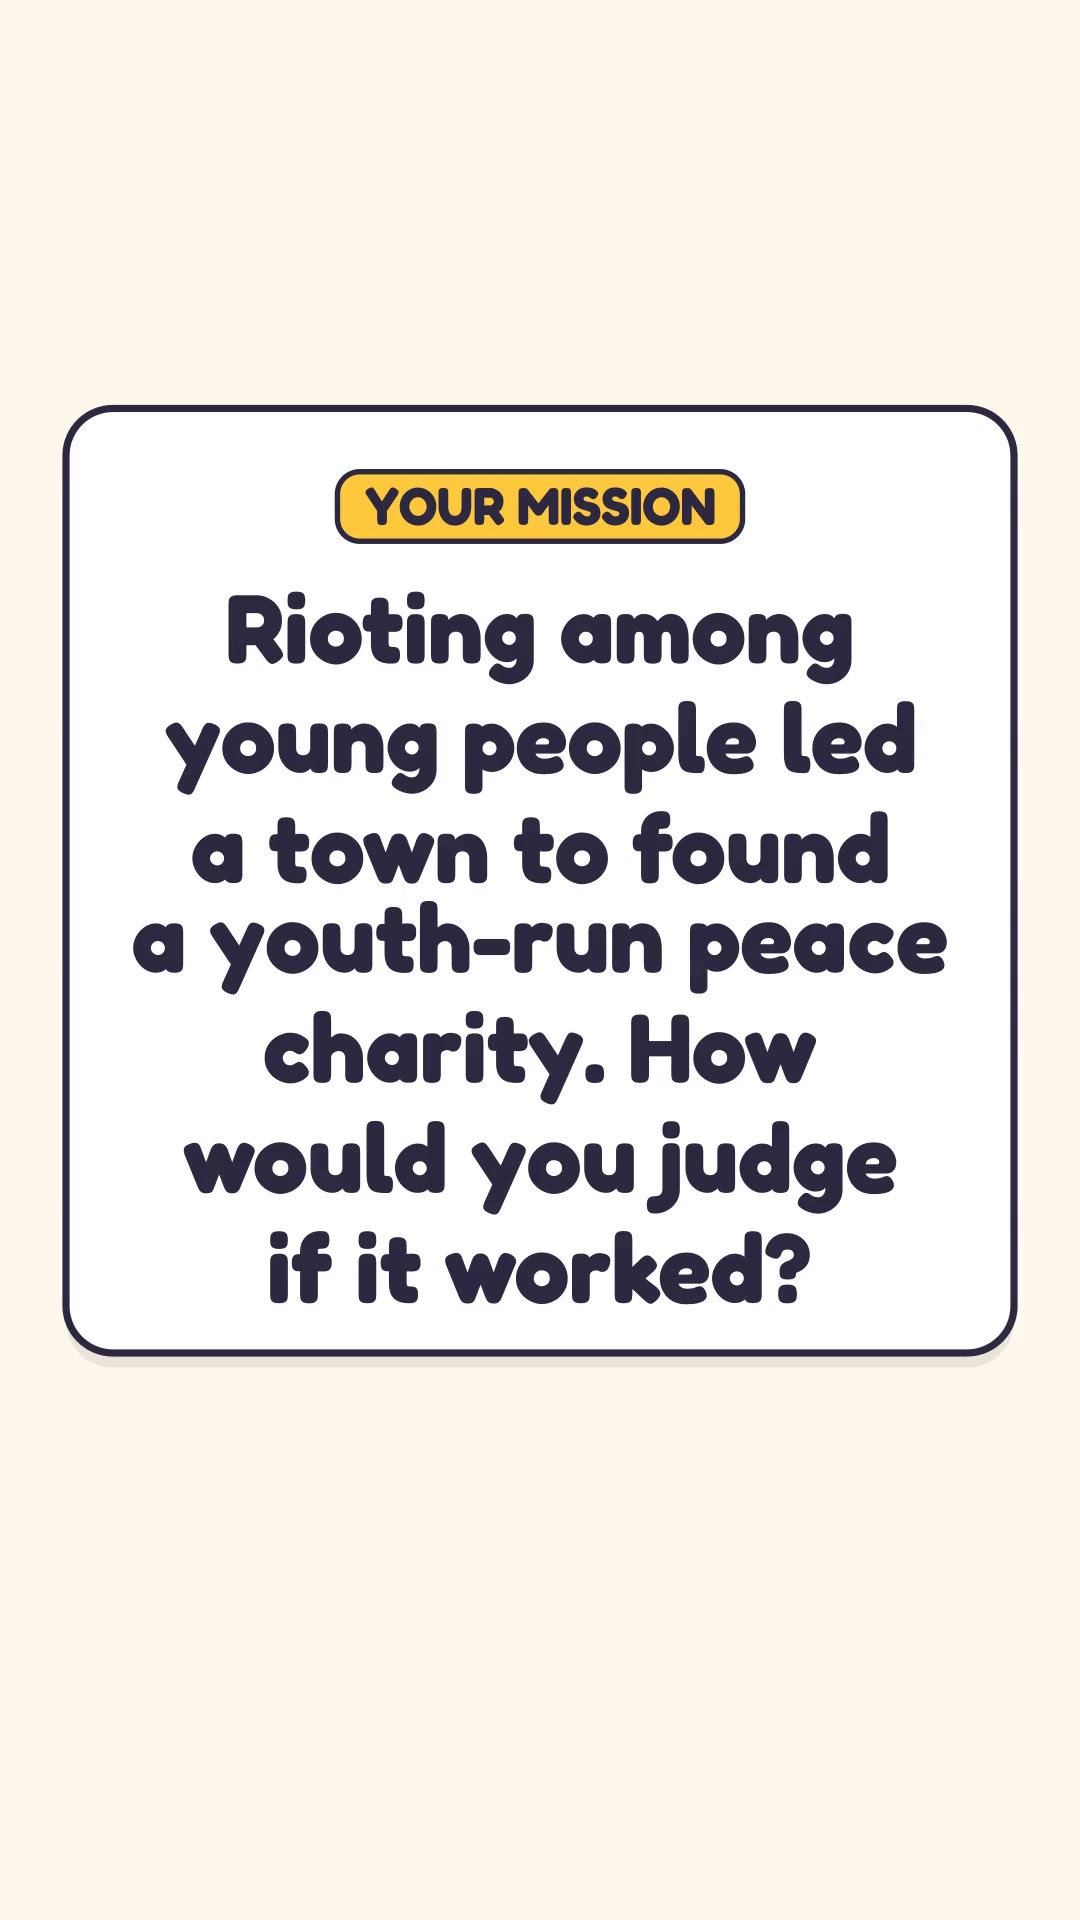 YOUR MISSION
Rioting among
young people led
a town to found
a youth-run peace
charity. How
would you judge
if it worked?